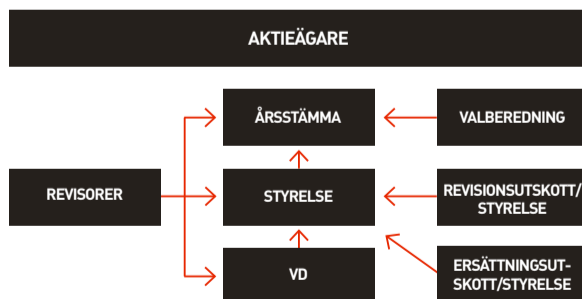 AKTIEÄGARE
ÅRSSTÄMMA
VALBEREDNING
REVISORER
STYRELSE
REVISIONSUTSKOTT/
STYRELSE
VD
ERSÄTTNINGSUT-
SKOTT/STYRELSE